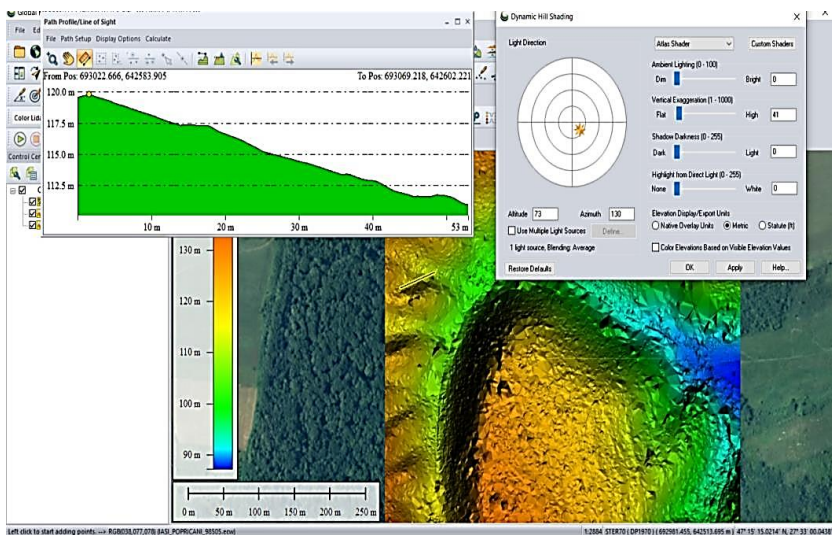 Path Profile/Line of Sight
File Path Setup Display Options Calculate
From Pos: 693022.666, 642583.905 To Pos: 693069.218, 642602.221
120.0 m
117.5 m
115.0 m
112.5 m
10 m 20 m 30 m 40 m 53 m
File Ed
Color Lida
Control Cen
Dynamic Hill Shading
Light Direction
Atlas Shader
Custom Shaders
Ambient Lighting (0 - 100)
Dim Bright 0
Vertical Exaggeration (1 - 1000)
Flat High 41
Shadow Darkness (0 - 255)
Dark Light 0
Highlight from Direct Light (0 - 255)
None White 0
Altitude 73 Azimuth 130
Use Multiple Light Sources Define...
1 light source, Blending: Average
Elevation Display/Export Units
Native Overlay Units Metric Statute (ft)
Color Elevations Based on Visible Elevation Values
Restore Defaults OK Apply Help...
130 m
110 m
100 m
90 m
0 m 50 m 100 m 150 m 200 m 250 m
Left click to start adding points. --> RGB(038,077,078) (IASI_POPRICANI_98505.ecw)
1:2884 STER70 (DP1970) ( 692981.455, 642513.695 m ) 47° 15' 15.0214" N, 27° 33' 00.0438